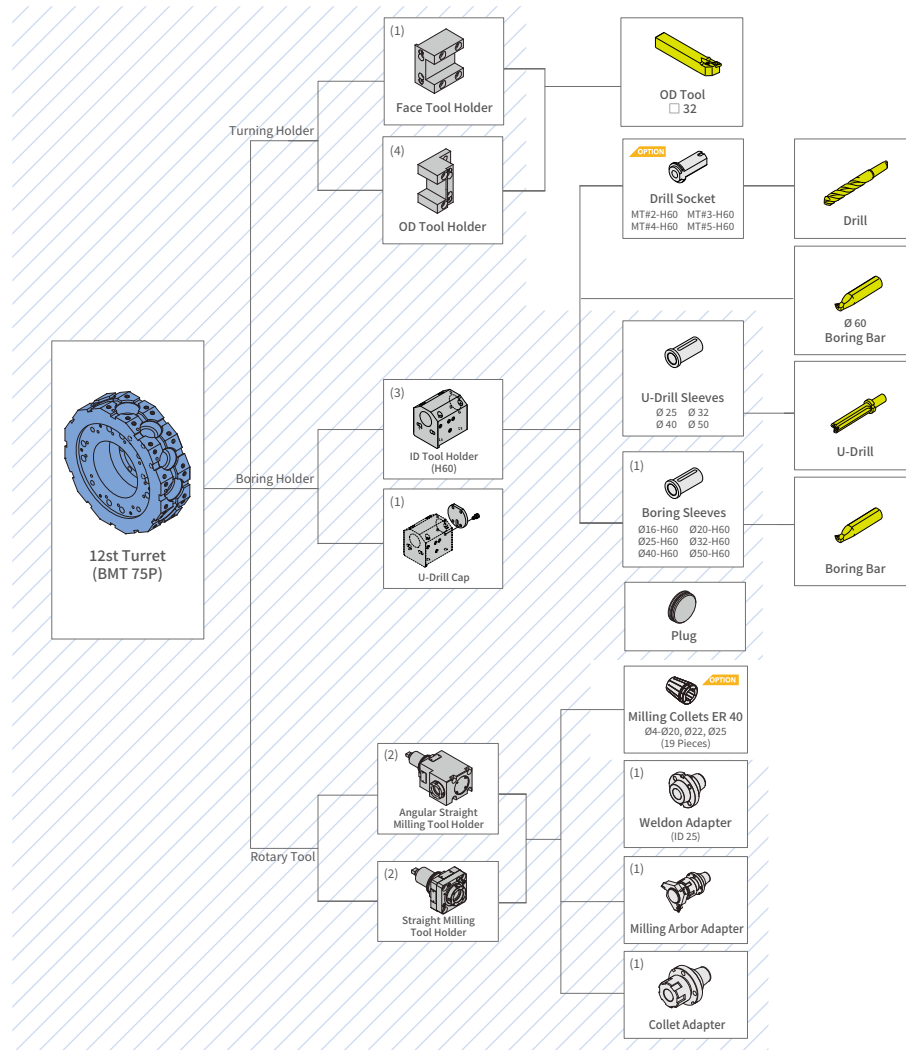 (1)
Face Tool Holder
OD Tool
□ 32
Turning Holder
(4)
OD Tool Holder
OPTION
Drill Socket
MT#2-H60 MT#3-H60
MT#4-H60 MT#5-H60
Drill
Ø 60
Boring Bar
12st Turret
(BMT 75P)
Boring Holder
(3)
ID Tool Holder
(H60)
(1)
U-Drill Cap
U-Drill Sleeves
Ø 25 Ø 32
Ø 40 Ø 50
U-Drill
(1)
Boring Sleeves
Ø16-H60 Ø20-H60
Ø25-H60 Ø32-H60
Ø40-H60 Ø50-H60
Boring Bar
Plug
Rotary Tool
(2)
Angular Straight
Milling Tool Holder
(2)
Straight Milling
Tool Holder
OPTION
Milling Collets ER 40
Ø4-Ø20, Ø22, Ø25
(19 Pieces)
(1)
Weldon Adapter
(ID 25)
(1)
Milling Arbor Adapter
(1)
Collet Adapter